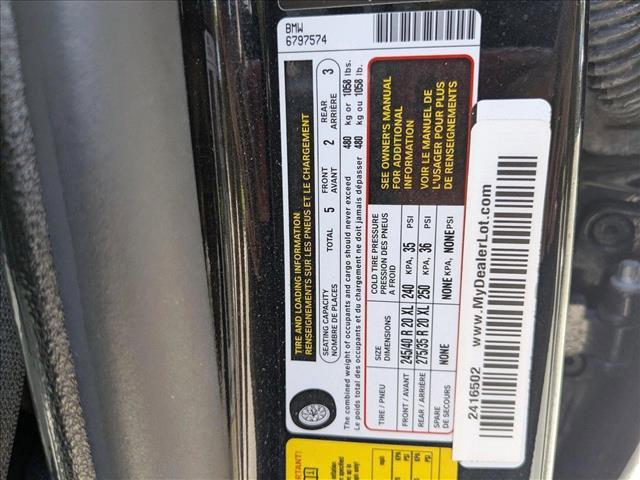 BMW
6797574
TIRE AND LOADING INFORMATION
RENSEIGNEMENTS SUR LES PNEUS ET LE CHARGEMENT
SEATING CAPACITY
NOMBRE DE PLACES
TOTAL 5
FRONT
AVANT
2
REAR
ARRIÈRE
3
The combined weight of occupants and cargo should never exceed 480 kg or 1058 lbs.
Le poids total des occupants et du chargement ne doit jamais dépasser 480 kg ou 1058 lb.
TIRE / PNEU
SIZE
DIMENSIONS
COLD TIRE PRESSURE
PRESSION DES PNEUS
A FROID
FRONT / AVANT 245/40 R 20 XL 240 KPA, 35 PSI
REAR / ARRIÈRE 275/35 R 20 XL 250 KPA, 36 PSI
SPARE
DE SECOURS
NONE
NONE KPA, NONE PSI
SEE OWNER'S MANUAL
FOR ADDITIONAL
INFORMATION
VOIR LE MANUEL DE
L'USAGER POUR PLUS
DE RENSEIGNEMENTS
www.MyDealerLot.com
2416502